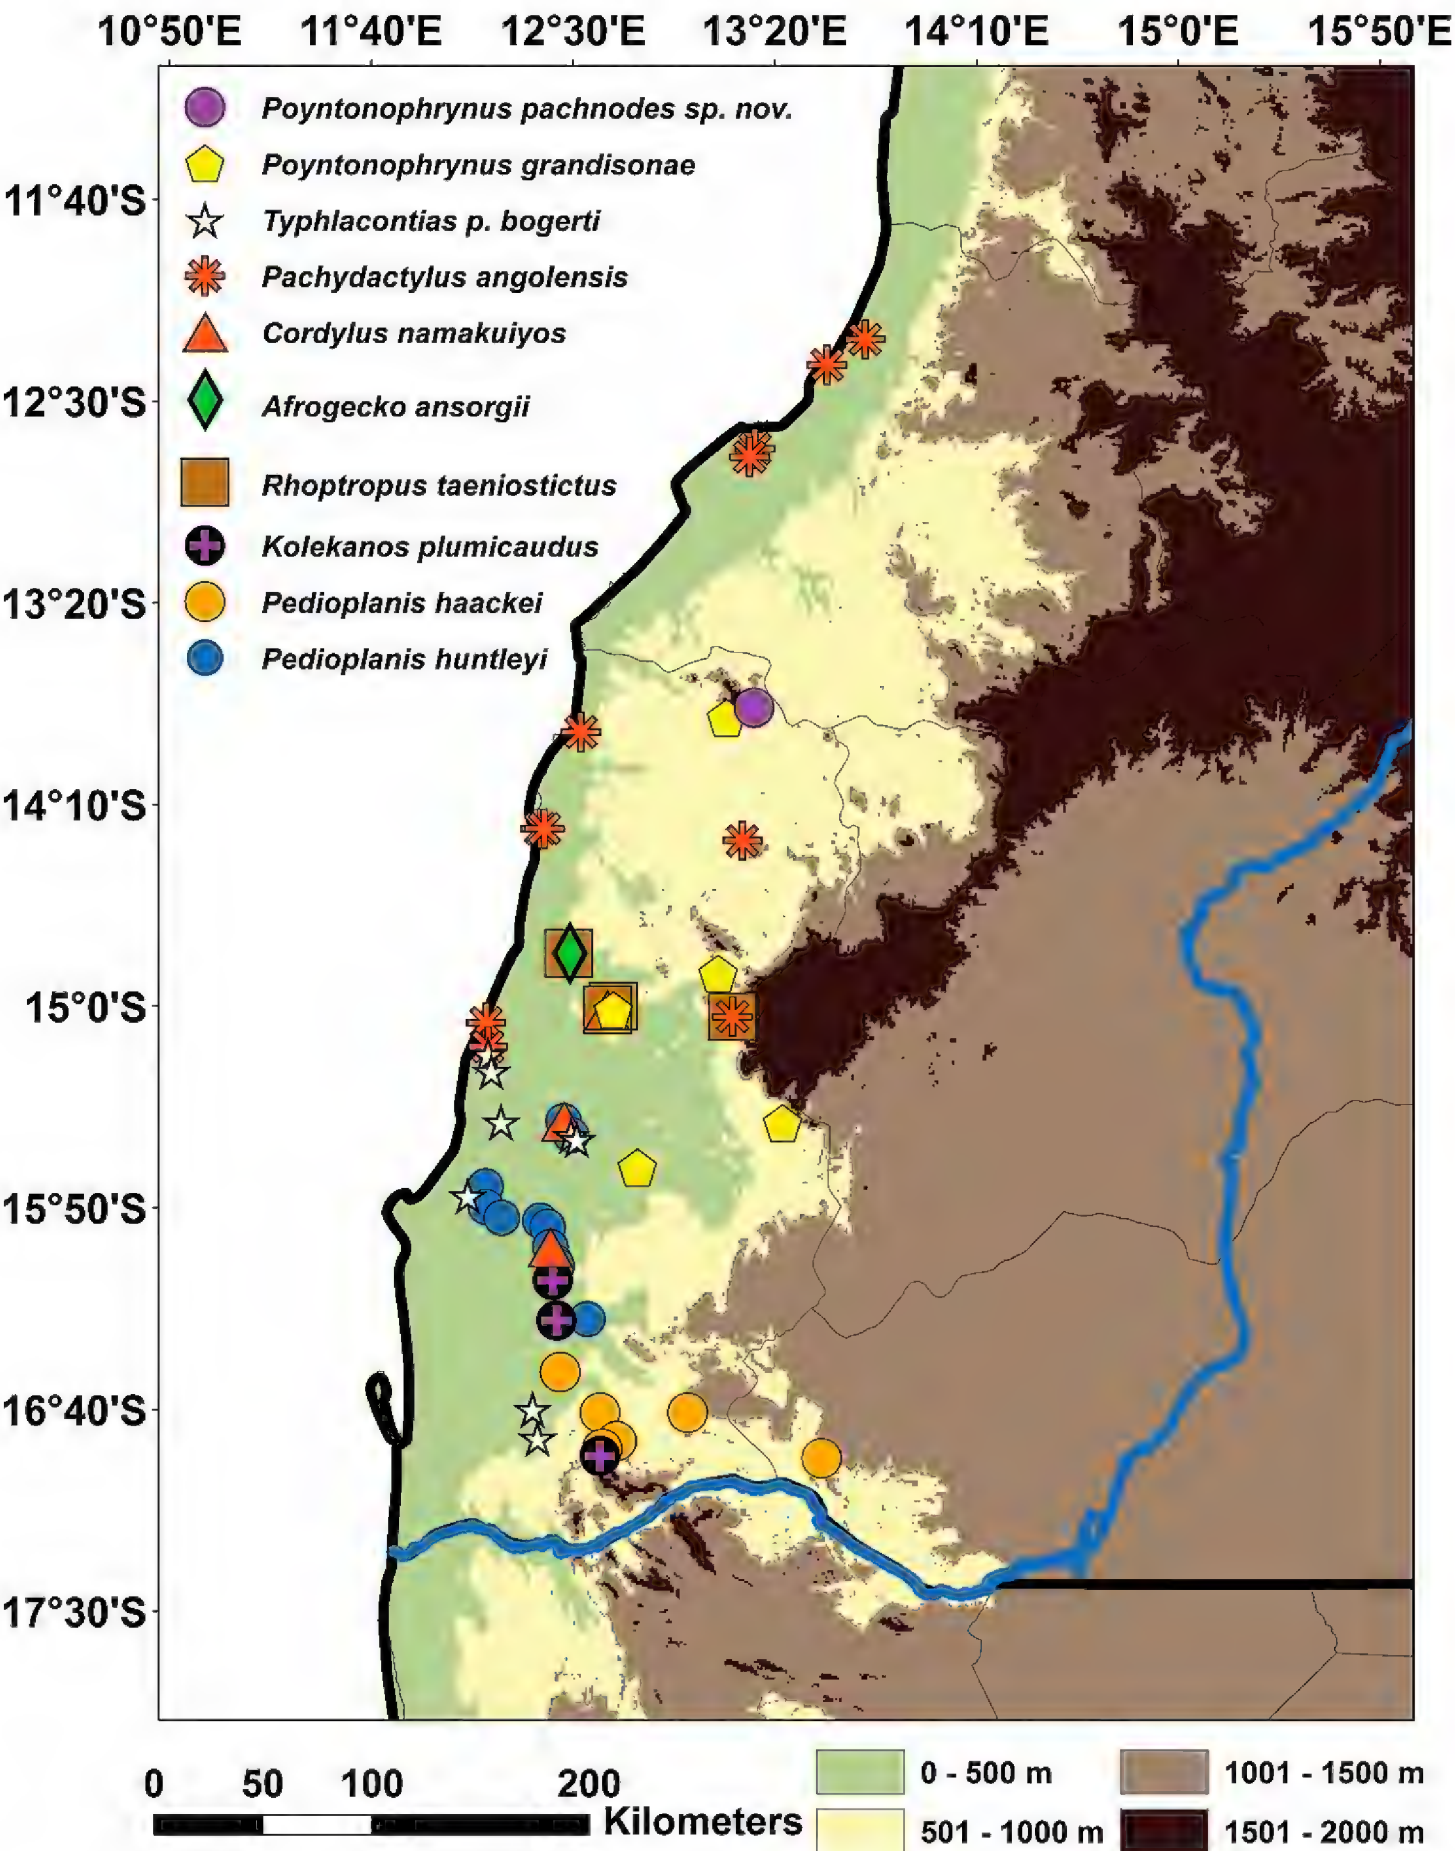 10°50'E 11°40'E 12°30'E 13°20'E 14°10'E 15°0'E 15°50'E
Poyntonophrynus pachnodes sp. nov.
Poyntonophrynus grandisonae
11°40'S
Typhlacontias p. bogerti
Pachydactylus angolensis
Cordylus namakuiyos
12°30'S
Afrogecko ansorgii
Rhoptropus taeniostictus
Kolekanos plumicaudus
13°20'S
Pedioplanis haackei
Pedioplanis huntleyi
14°10'S
15°0'S
15°50'S
16°40'S
17°30'S
0 50 100 200
Kilometers
0 - 500 m
1001 - 1500 m
501 - 1000 m
1501 - 2000 m